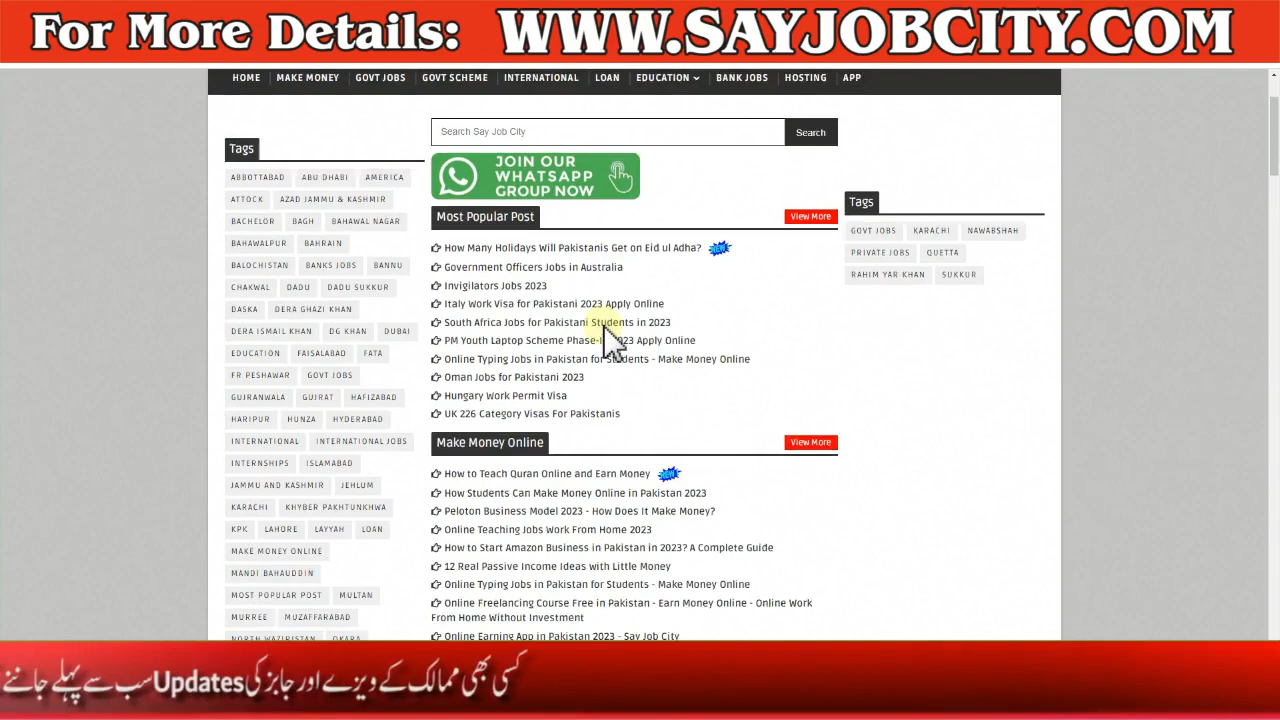 For More Details: WWW.SAYJOBCITY.COM
HOME MAKE MONEY GOVT JOBS GOVT SCHEME INTERNATIONAL LOAN EDUCATION BANK JOBS HOSTING APP
Tags
ABBOTTABAD ABU DHABI AMERICA
ATTOCK AZAD JAMMU & KASHMIR
BACHELOR BAGH BAHAWAL NAGAR
BAHAWALPUR BAHRAIN
BALOCHISTAN BANKS JOBS BANNU
CHAKWAL DADU DADU SUKKUR
DASKA DERA GHAZI KHAN
DERA ISMAIL KHAN DG KHAN DUBAI
EDUCATION FAISALABAD FATA
FR PESHAWAR GOVT JOBS
GUJRANWALA GUJRAT HAFIZABAD
HARIPUR HUNZA HYDERABAD
INTERNATIONAL INTERNATIONAL JOBS
INTERNSHIPS ISLAMABAD
JAMMU AND KASHMIR JEHLUM
KARACHI KHYBER PAKHTUNKHWA
KPK LAHORE LAYYAH LOAN
MAKE MONEY ONLINE
MANDI BAHAUDDIN
MOST POPULAR POST MULTAN
MURREE MUZAFFARABAD
NORTH WAZIRISTAN OKARA
Search Say Job City Search
JOIN OUR
WHATSAPP
GROUP NOW
Most Popular Post View More
How Many Holidays Will Pakistanis Get on Eid ul Adha? NEW
Government Officers Jobs in Australia
Invigilators Jobs 2023
Italy Work Visa for Pakistani 2023 Apply Online
South Africa Jobs for Pakistani Students in 2023
PM Youth Laptop Scheme 23 Apply Online
Online Typing Jobs in Pakistan for Students - Make Money Online
Oman Jobs for Pakistani 2023
Hungary Work Permit Visa
UK 226 Category Visas For Pakistanis
Make Money Online View More
How to Teach Quran Online and Earn Money NEW
How Students Can Make Money Online in Pakistan 2023
Peloton Business Model 2023 - How Does It Make Money?
Online Teaching Jobs Work From Home 2023
How to Start Amazon Business in Pakistan in 2023? A Complete Guide
12 Real Passive Income Ideas with Little Money
Online Typing Jobs in Pakistan for Students - Make Money Online
Online Freelancing Course Free in Pakistan - Earn Money Online - Online Work
From Home Without Investment
Online Earning App in Pakistan 2023 - Say Job City
Tags
GOVT JOBS KARACHI NAWABSHAH
PRIVATE JOBS QUETTA
RAHIM YAR KHAN SUKKUR
کسی بھی ممالک کے ویزے اور جابز کی Updates سب سے پہلے جاننے